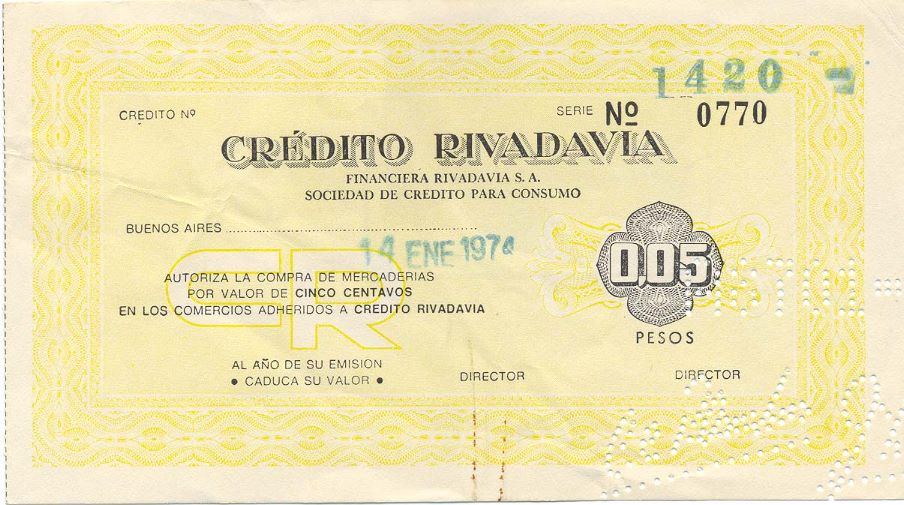 1420
CREDITO Nº
SERIE Nº 0770
CRÉDITO RIVADAVIA
FINANCIERA RIVADAVIA S. A.
SOCIEDAD DE CREDITO PARA CONSUMO
BUENOS AIRES
14 ENE 1974
CR
AUTORIZA LA COMPRA DE MERCADERIAS
POR VALOR DE CINCO CENTAVOS
EN LOS COMERCIOS ADHERIDOS A CREDITO RIVADAVIA
0,05
PESOS
AL AÑO DE SU EMISION
• CADUCA SU VALOR •
DIRECTOR
DIRECTOR